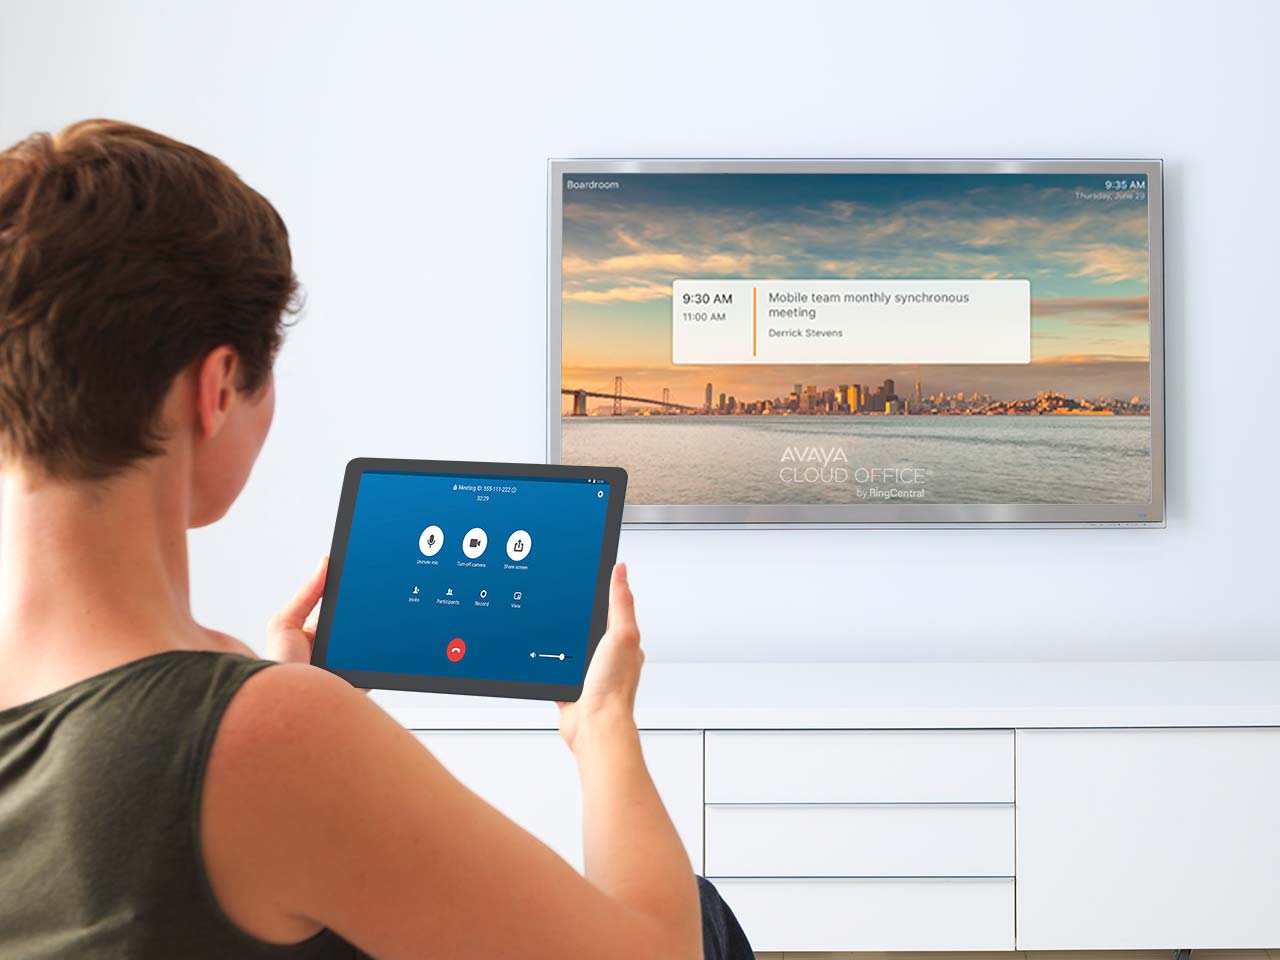 Boardroom
9:35 AM
Thursday, June 29
9:30 AM
11:00 AM
Mobile team monthly synchronous
meeting
Derrick Stevens
AVAYA
CLOUD OFFICE
by RingCentral
Meeting ID: 555-111-222
32:29
Unmute mic
Turn off camera
Share screen
Invite
Participants
Record
View